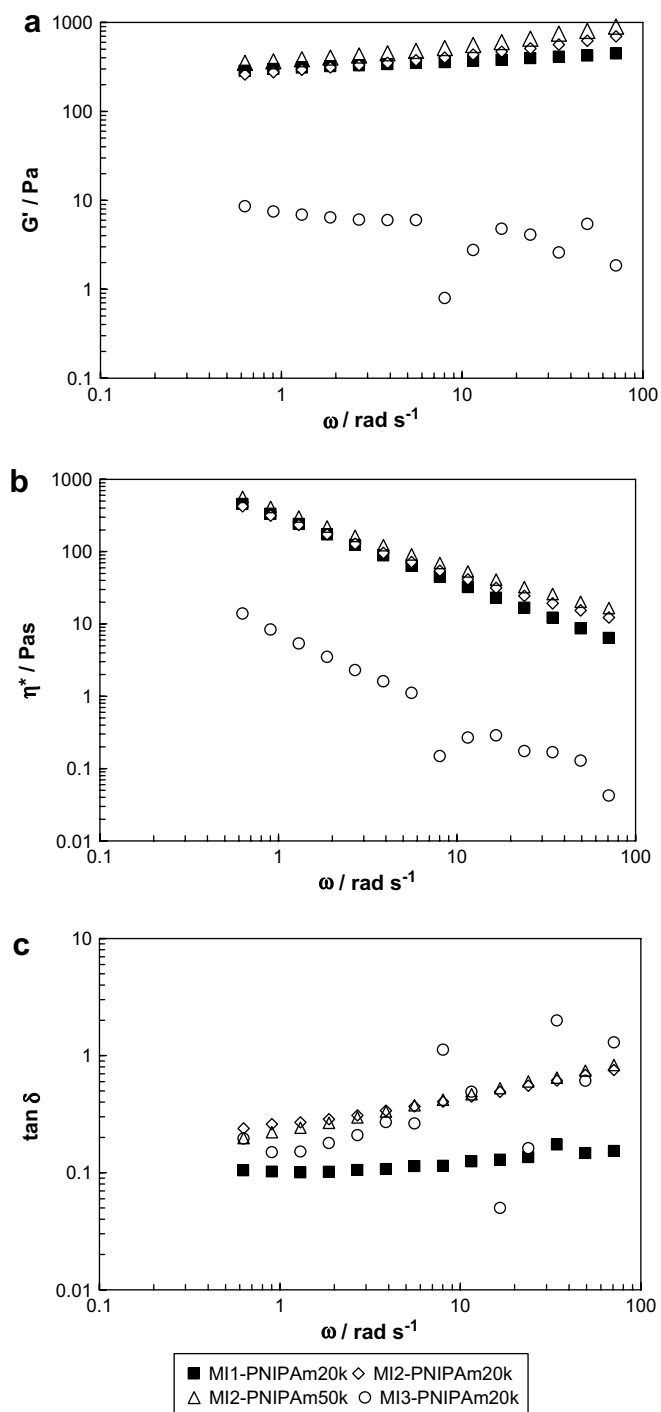 a
1000
100
10
1
0.1
G' / Pa
0.1 1 10 100
ω / rad s⁻¹
b
1000
100
10
1
0.1
0.01
η* / Pas
0.1 1 10 100
ω / rad s⁻¹
c
10
1
0.1
0.01
tan δ
0.1 1 10 100
ω / rad s⁻¹
■ MI1-PNIPAm20k ◇ MI2-PNIPAm20k
△ MI2-PNIPAm50k ○ MI3-PNIPAm20k